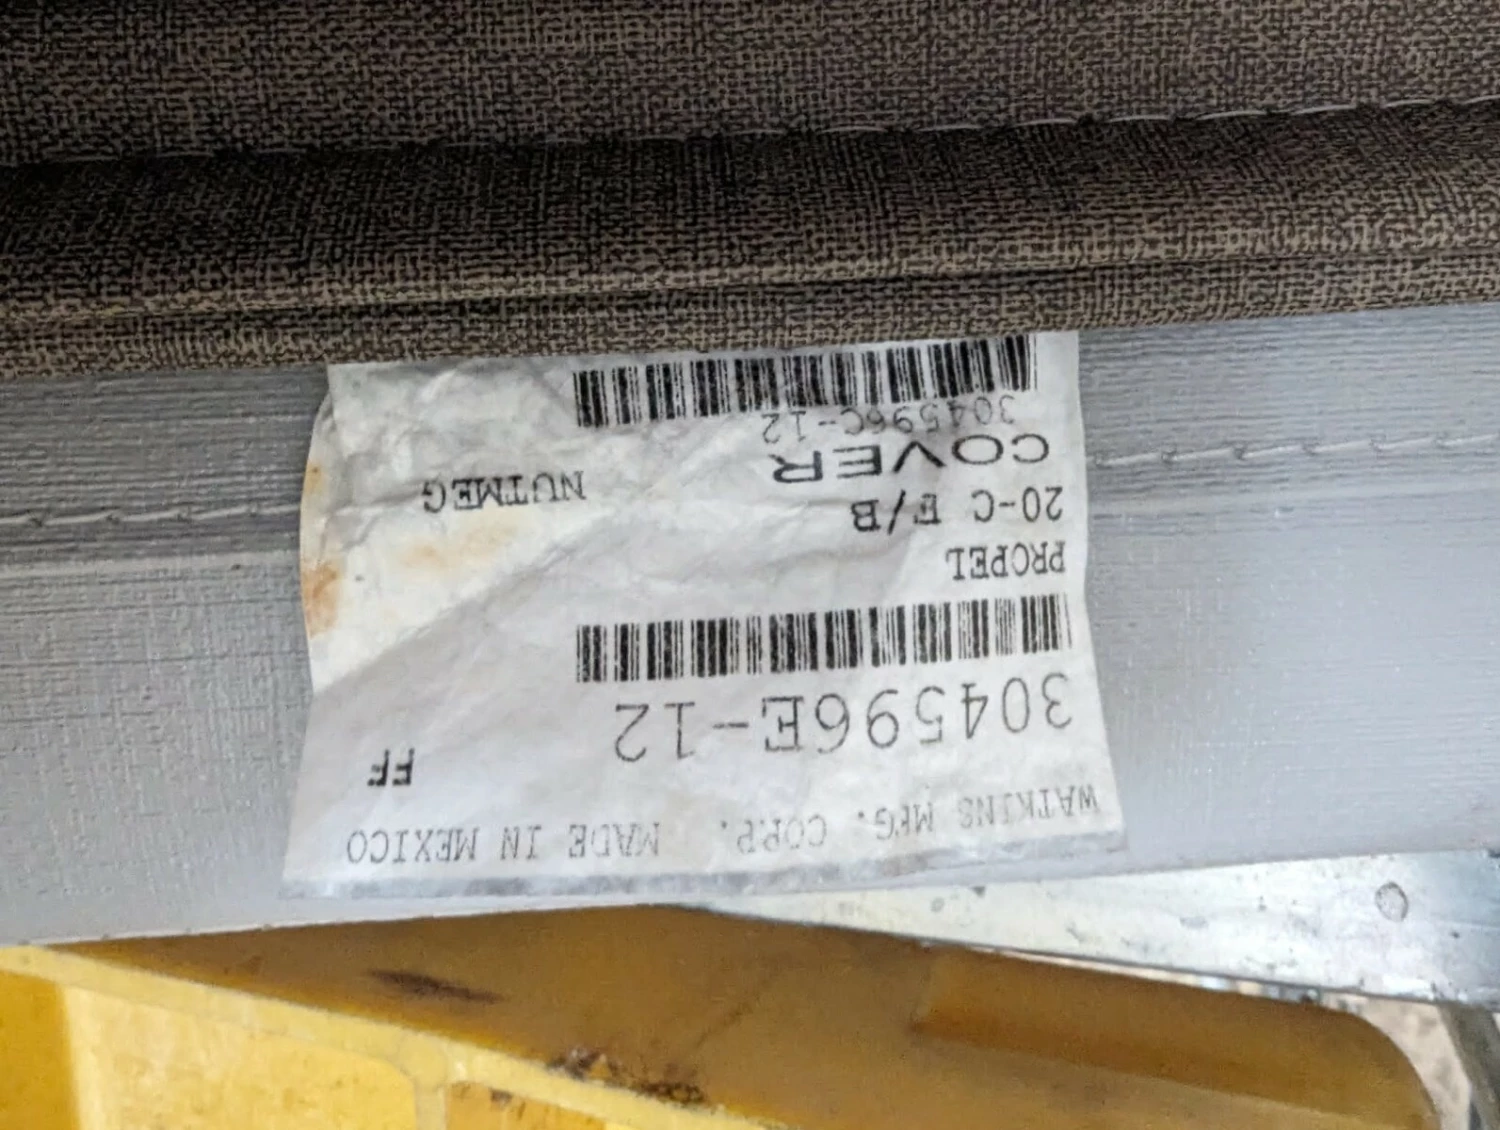 WATKINS MFG. CORP. MADE IN MEXICO
FF
304596E-12
PROPEL
20-C F/B
NUTMEG
COVER
304596C-12